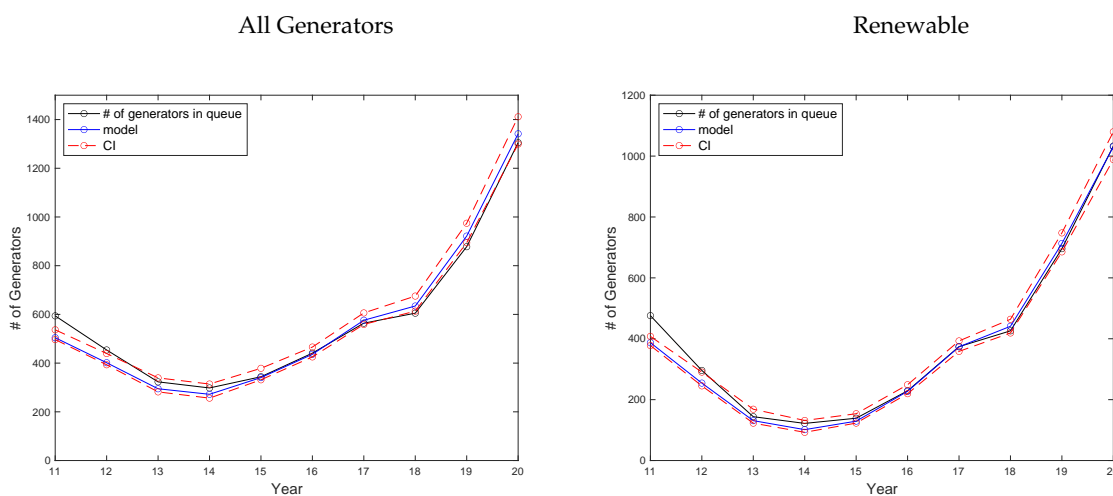 All Generators
# of generators in queue
model
CI
# of Generators
1400
1200
1000
800
600
400
200
0
11 12 13 14 15 16 17 18 19 20
Year
Renewable
# of generators in queue
model
CI
# of Generators
1200
1000
800
600
400
200
0
11 12 13 14 15 16 17 18 19 20
Year